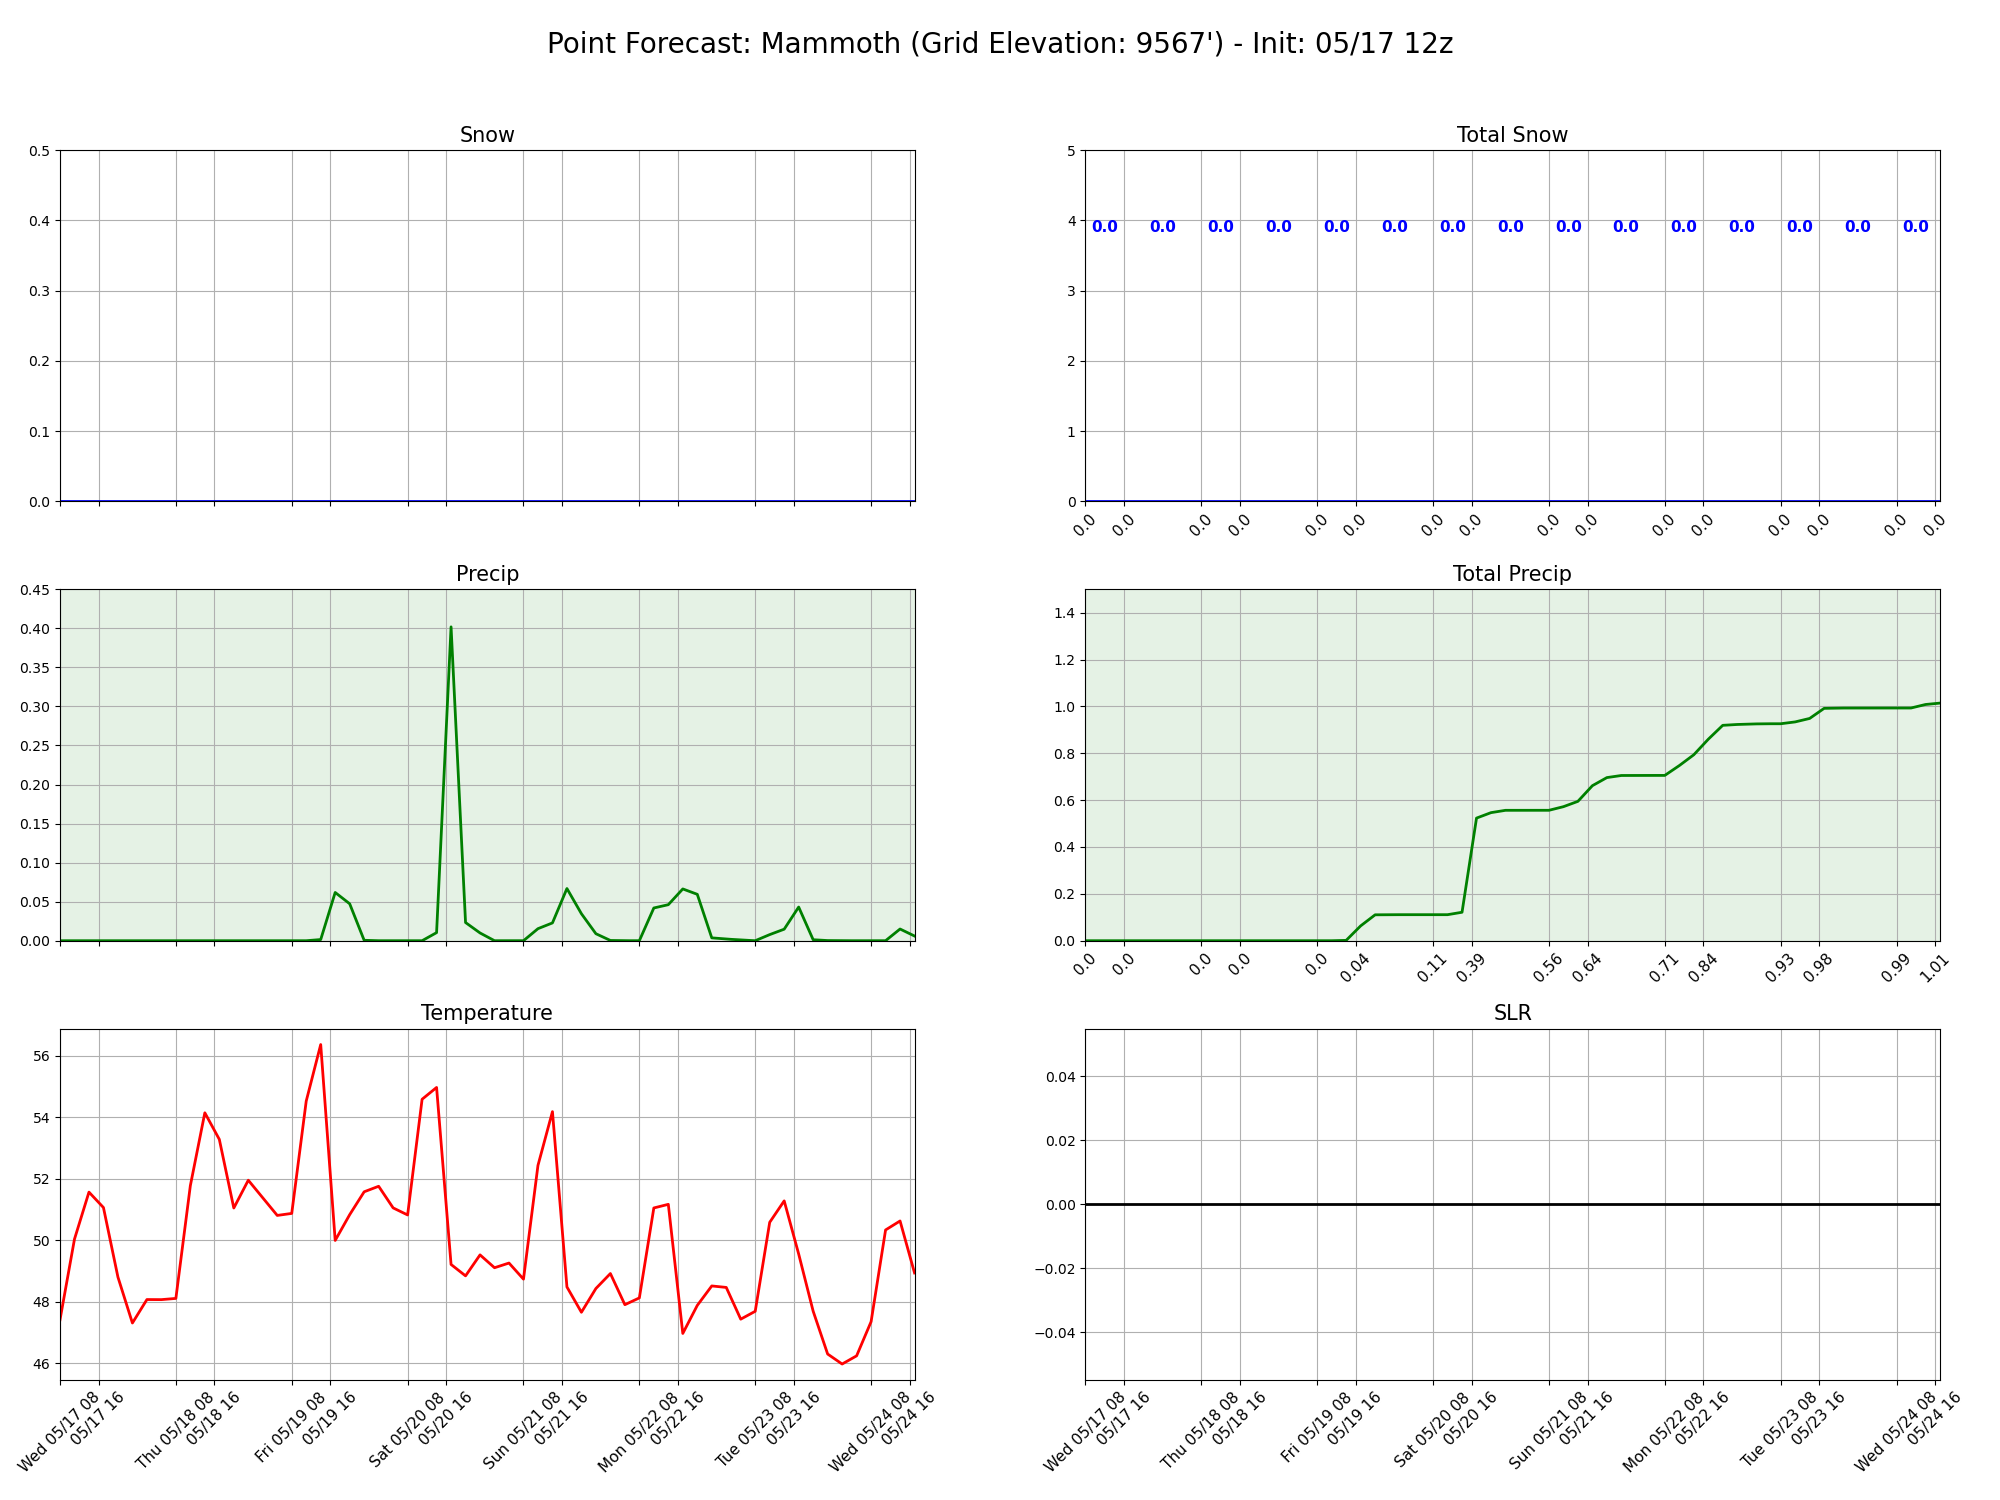 Point Forecast: Mammoth (Grid Elevation: 9567') - Init: 05/17 12z
Snow
0.5
0.4
0.3
0.2
0.1
0.0
Total Snow
5
4
3
2
1
0
0.0 0.0 0.0 0.0 0.0 0.0 0.0 0.0 0.0 0.0 0.0 0.0 0.0 0.0 0.0
0.0 0.0 0.0 0.0 0.0 0.0 0.0 0.0 0.0 0.0 0.0 0.0 0.0 0.0 0.0 0.0
Precip
0.45
0.40
0.35
0.30
0.25
0.20
0.15
0.10
0.05
0.00
Total Precip
1.4
1.2
1.0
0.8
0.6
0.4
0.2
0.0
0.0 0.0 0.0 0.0 0.0 0.04 0.11 0.39 0.56 0.64 0.71 0.84 0.93 0.98 0.99 1.01
Temperature
56
54
52
50
48
46
Wed 05/17 08
05/17 16
Thu 05/18 08
05/18 16
Fri 05/19 08
05/19 16
Sat 05/20 08
05/20 16
Sun 05/21 08
05/21 16
Mon 05/22 08
05/22 16
Tue 05/23 08
05/23 16
Wed 05/24 08
05/24 16
SLR
0.04
0.02
0.00
−0.02
−0.04
Wed 05/17 08
05/17 16
Thu 05/18 08
05/18 16
Fri 05/19 08
05/19 16
Sat 05/20 08
05/20 16
Sun 05/21 08
05/21 16
Mon 05/22 08
05/22 16
Tue 05/23 08
05/23 16
Wed 05/24 08
05/24 16